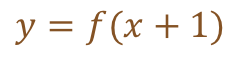 y = f(x + 1)